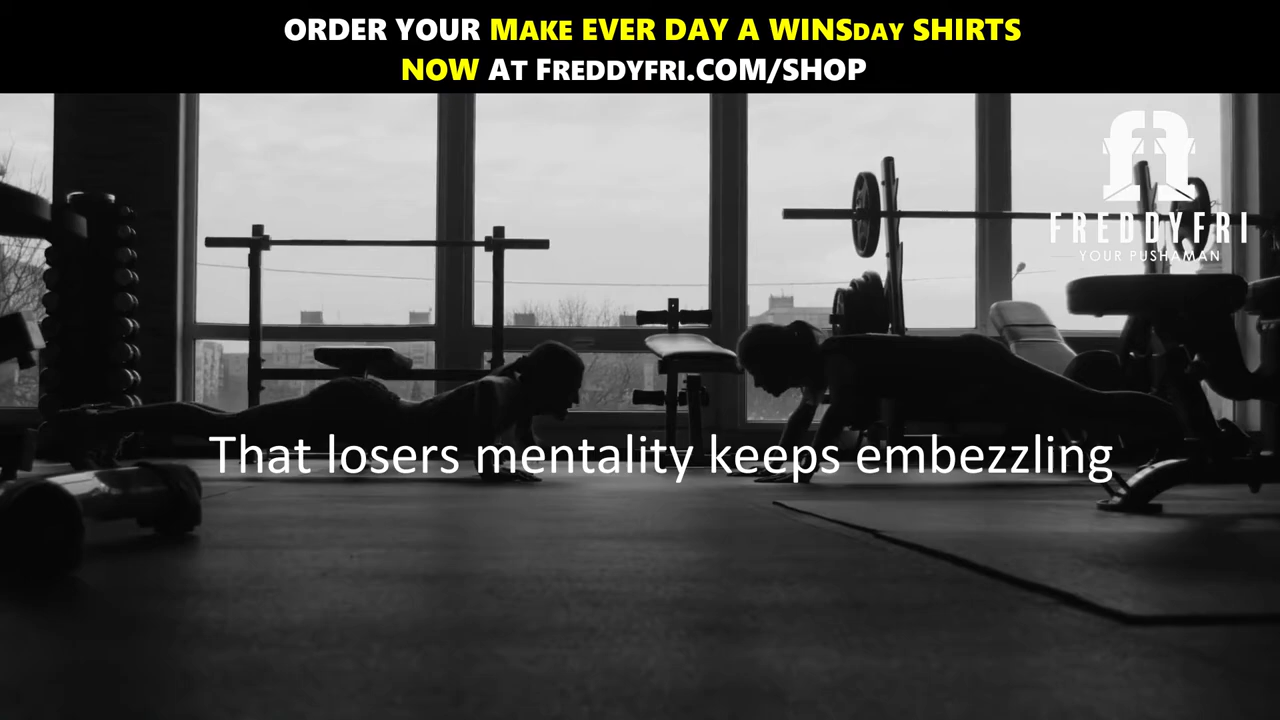 ORDER YOUR MAKE EVER DAY A WINSDAY SHIRTS
NOW AT FREDDYFRI.COM/SHOP
FREDDYFRI
YOUR PUSHAMAN
That losers mentality keeps embezzling